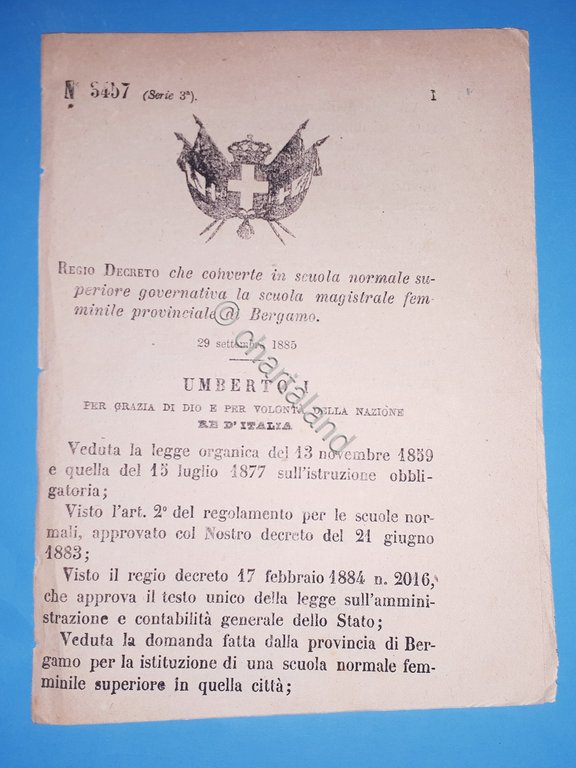 N. 3457 (Serie 3ª). 1
REGIO DECRETO che converte in scuola normale su-
periore governativa la scuola magistrale fem-
minile provinciale di Bergamo.
29 settembre 1885
UMBERTO I
PER GRAZIA DI DIO E PER VOLONTÀ DELLA NAZIONE
RE D'ITALIA
Veduta la legge organica del 13 novembre 1859
e quella del 15 luglio 1877 sull'istruzione obbli-
gatoria;
Visto l'art. 2° del regolamento per le scuole nor-
mali, approvato col Nostro decreto del 21 giugno
1883;
Visto il regio decreto 17 febbraio 1884 n. 2016,
che approva il testo unico della legge sull'ammini-
strazione e contabilità generale dello Stato;
Veduta la domanda fatta dalla provincia di Ber-
gamo per la istituzione di una scuola normale fem-
minile superiore in quella città;
© charialand